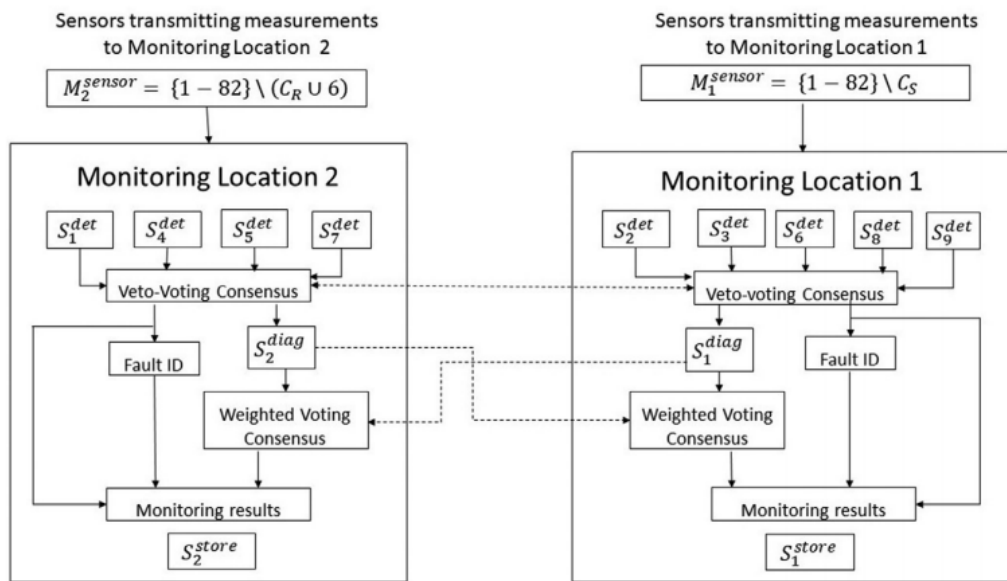 Sensors transmitting measurements
to Monitoring Location 2
M_2^{sensor} = {1 − 82} \ (C_R ∪ 6)
Monitoring Location 2
S_1^{det} S_4^{det} S_5^{det} S_7^{det}
Veto-Voting Consensus
S_2^{diag}
Fault ID
Weighted Voting
Consensus
Monitoring results
S_2^{store}
Sensors transmitting measurements
to Monitoring Location 1
M_1^{sensor} = {1 − 82} \ C_S
Monitoring Location 1
S_2^{det} S_3^{det} S_6^{det} S_8^{det} S_9^{det}
Veto-voting Consensus
S_1^{diag}
Fault ID
Weighted Voting
Consensus
Monitoring results
S_1^{store}